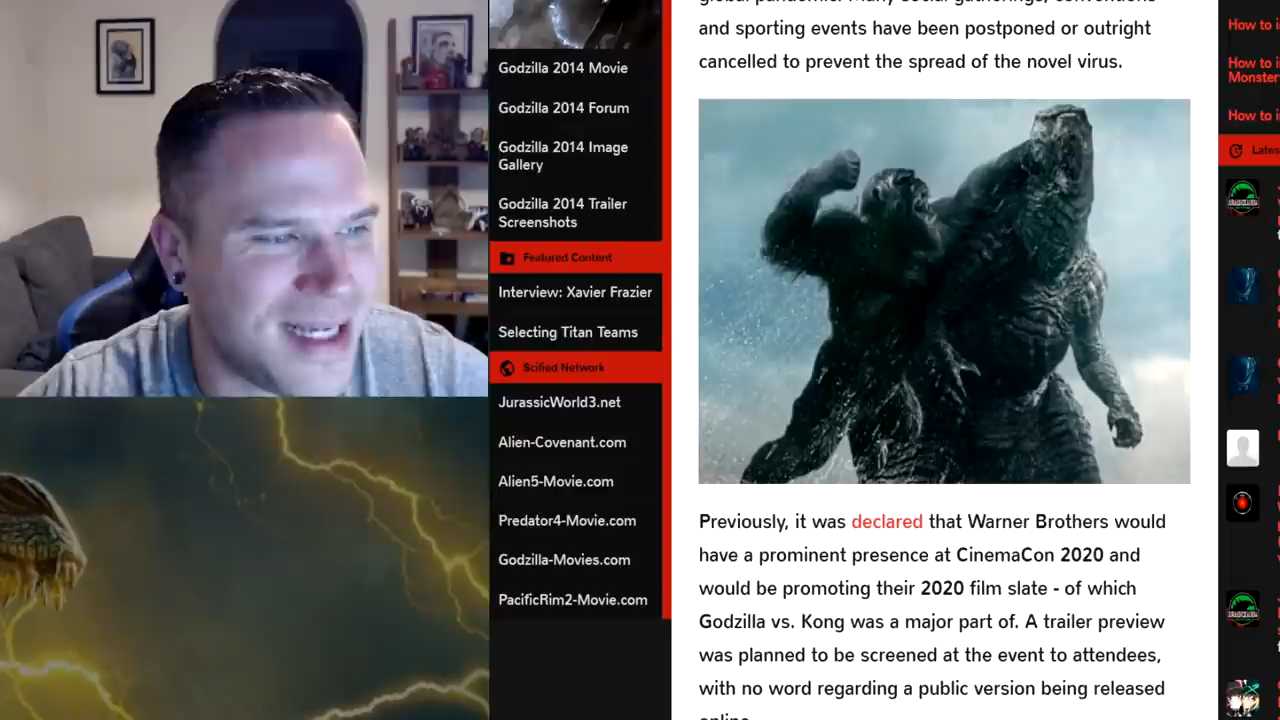 Godzilla 2014 Movie
Godzilla 2014 Forum
Godzilla 2014 Image
Gallery
Godzilla 2014 Trailer
Screenshots
Featured Content
Interview: Xavier Frazier
Selecting Titan Teams
Scified Network
JurassicWorld3.net
Alien-Covenant.com
Alien5-Movie.com
Predator4-Movie.com
Godzilla-Movies.com
PacificRim2-Movie.com
and sporting events have been postponed or outright
cancelled to prevent the spread of the novel virus.
Previously, it was declared that Warner Brothers would
have a prominent presence at CinemaCon 2020 and
would be promoting their 2020 film slate - of which
Godzilla vs. Kong was a major part of. A trailer preview
was planned to be screened at the event to attendees,
with no word regarding a public version being released
How to
How to
Monster
How to